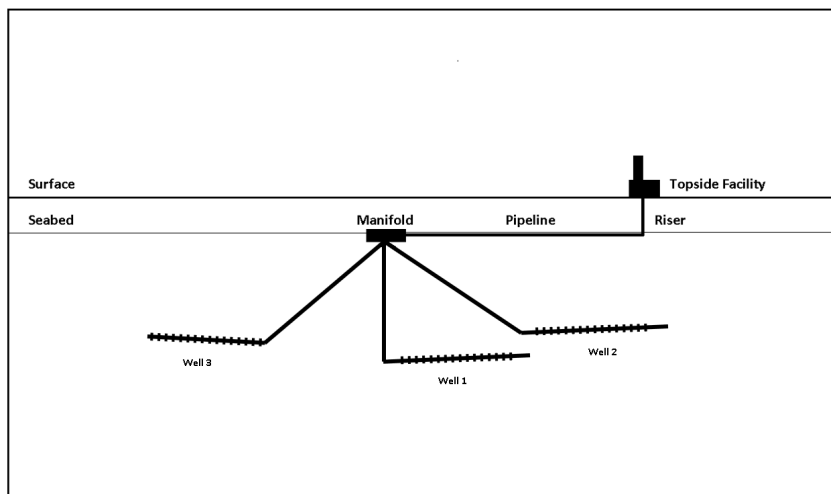 Surface
Topside Facility
Seabed
Manifold
Pipeline
Riser
Well 3
Well 1
Well 2